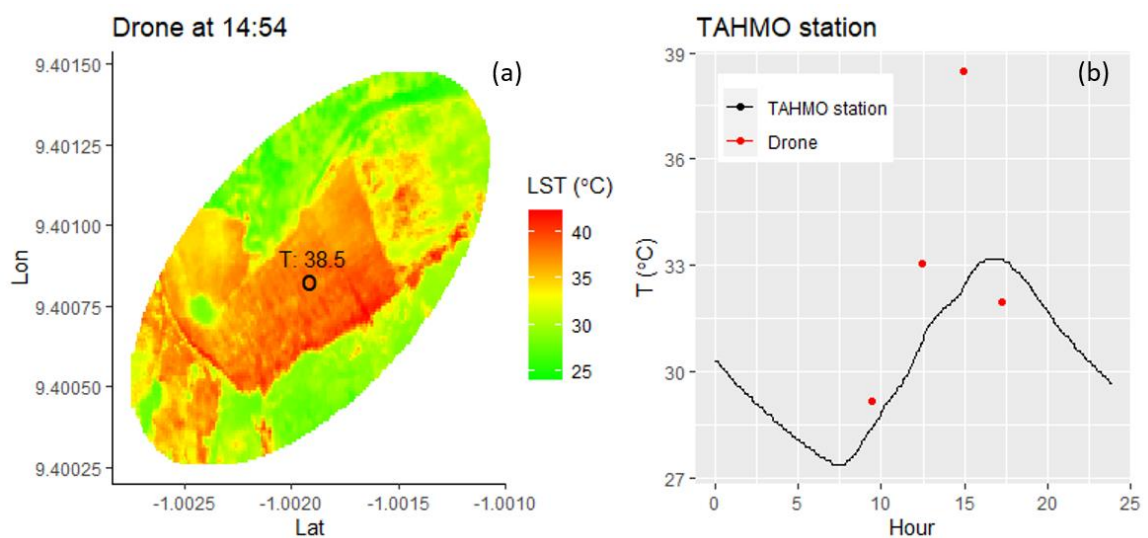 Drone at 14:54
(a)
9.40150
9.40125
9.40100
9.40075
9.40050
9.40025
Lon
T: 38.5
O
-1.0025
-1.0020
-1.0015
-1.0010
Lat
LST (°C)
40
35
30
25
TAHMO station
(b)
39
36
33
30
27
T (°C)
TAHMO station
Drone
0
5
10
15
20
25
Hour